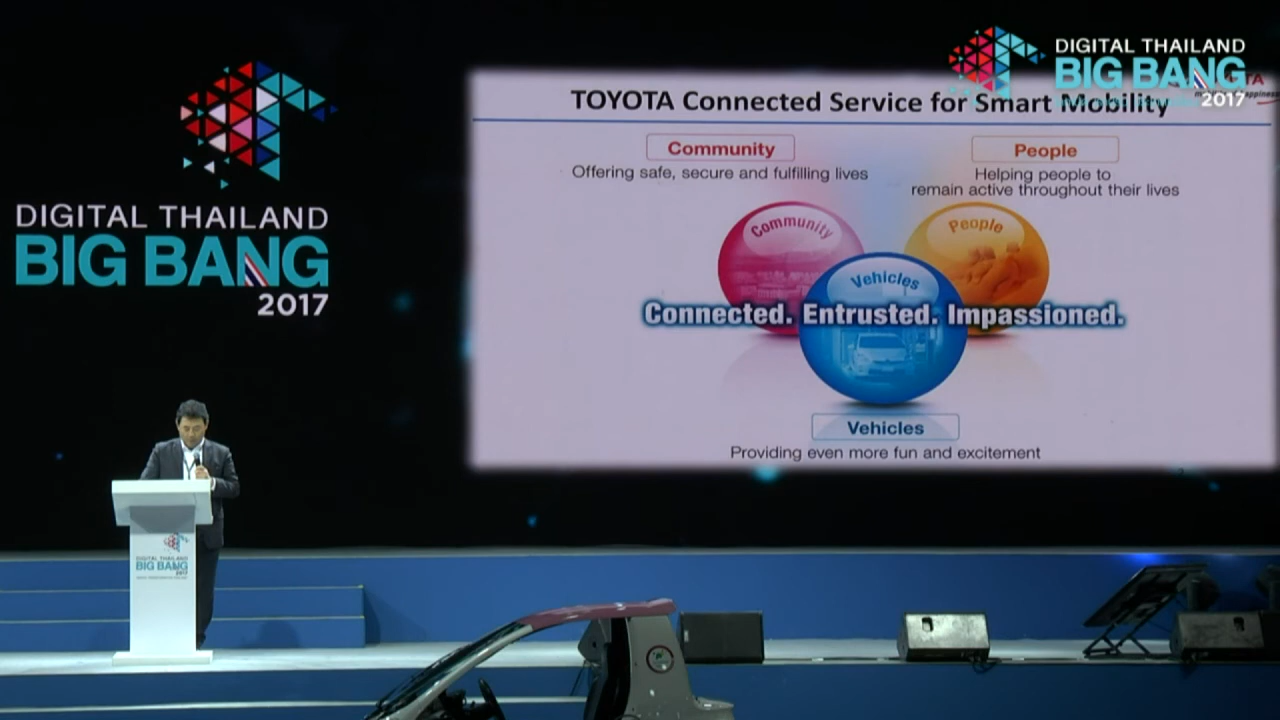 DIGITAL THAILAND
BIG BANG
2017
DIGITAL THAILAND
BIG BANG
2017
TOYOTA Connected Service for Smart Mobility
Community
Offering safe, secure and fulfilling lives
People
Helping people to
remain active throughout their lives
Community
People
Vehicles
Connected. Entrusted. Impassioned.
Vehicles
Providing even more fun and excitement
DIGITAL THAILAND
BIG BANG
2017